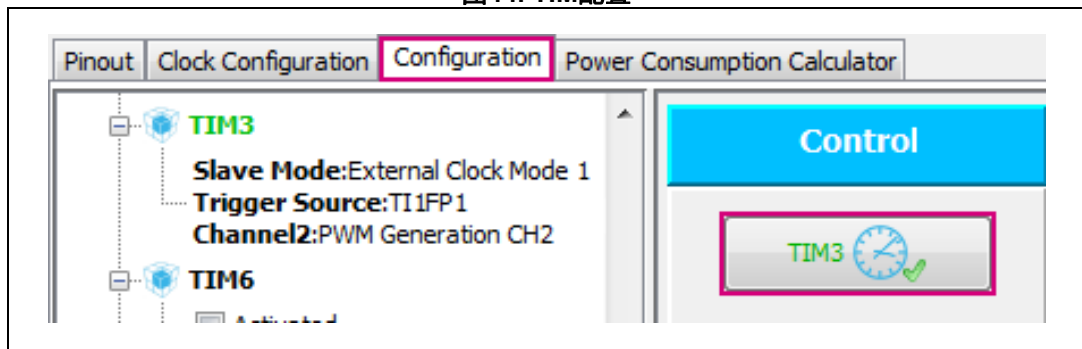 Pinout Clock Configuration Configuration Power Consumption Calculator
TIM3
Slave Mode:External Clock Mode 1
Trigger Source:TI1FP1
Channel2:PWM Generation CH2
TIM6
Control
TIM3